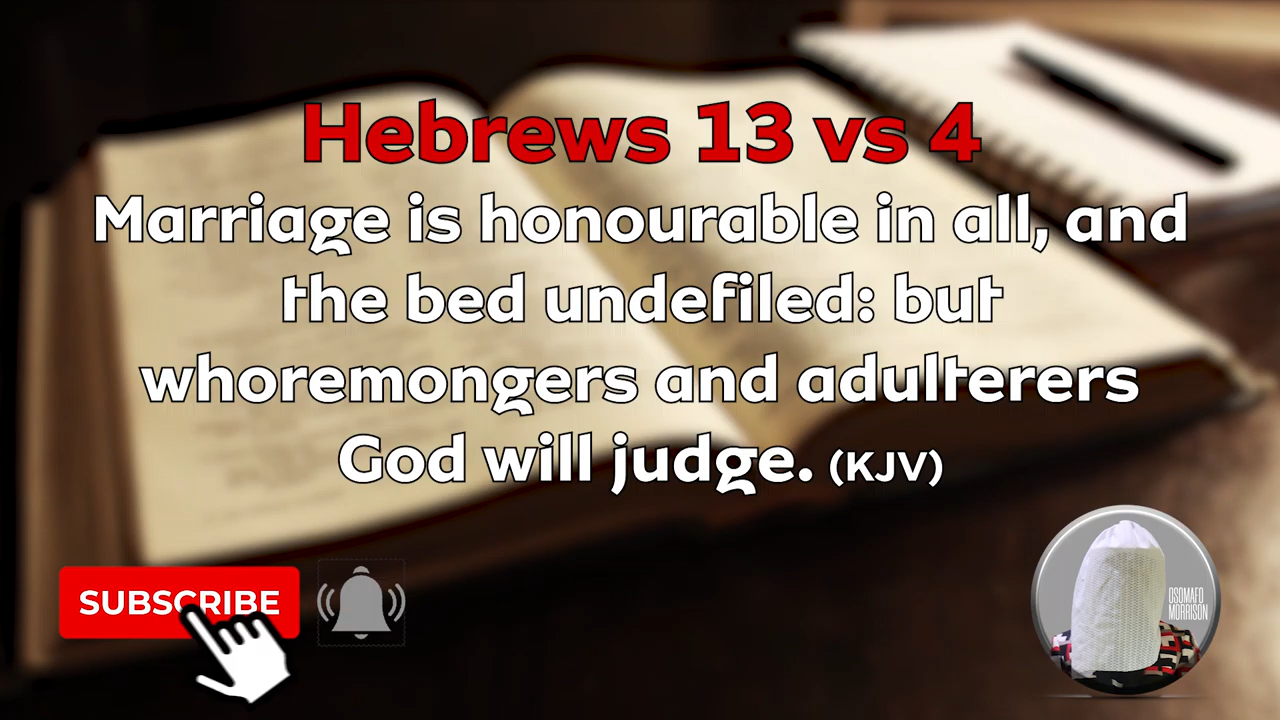 Hebrews 13 vs 4
Marriage is honourable in all, and
the bed undefiled: but
whoremongers and adulterers
God will judge. (KJV)
SUBSCRIBE
OSOMAFO
MORRISON